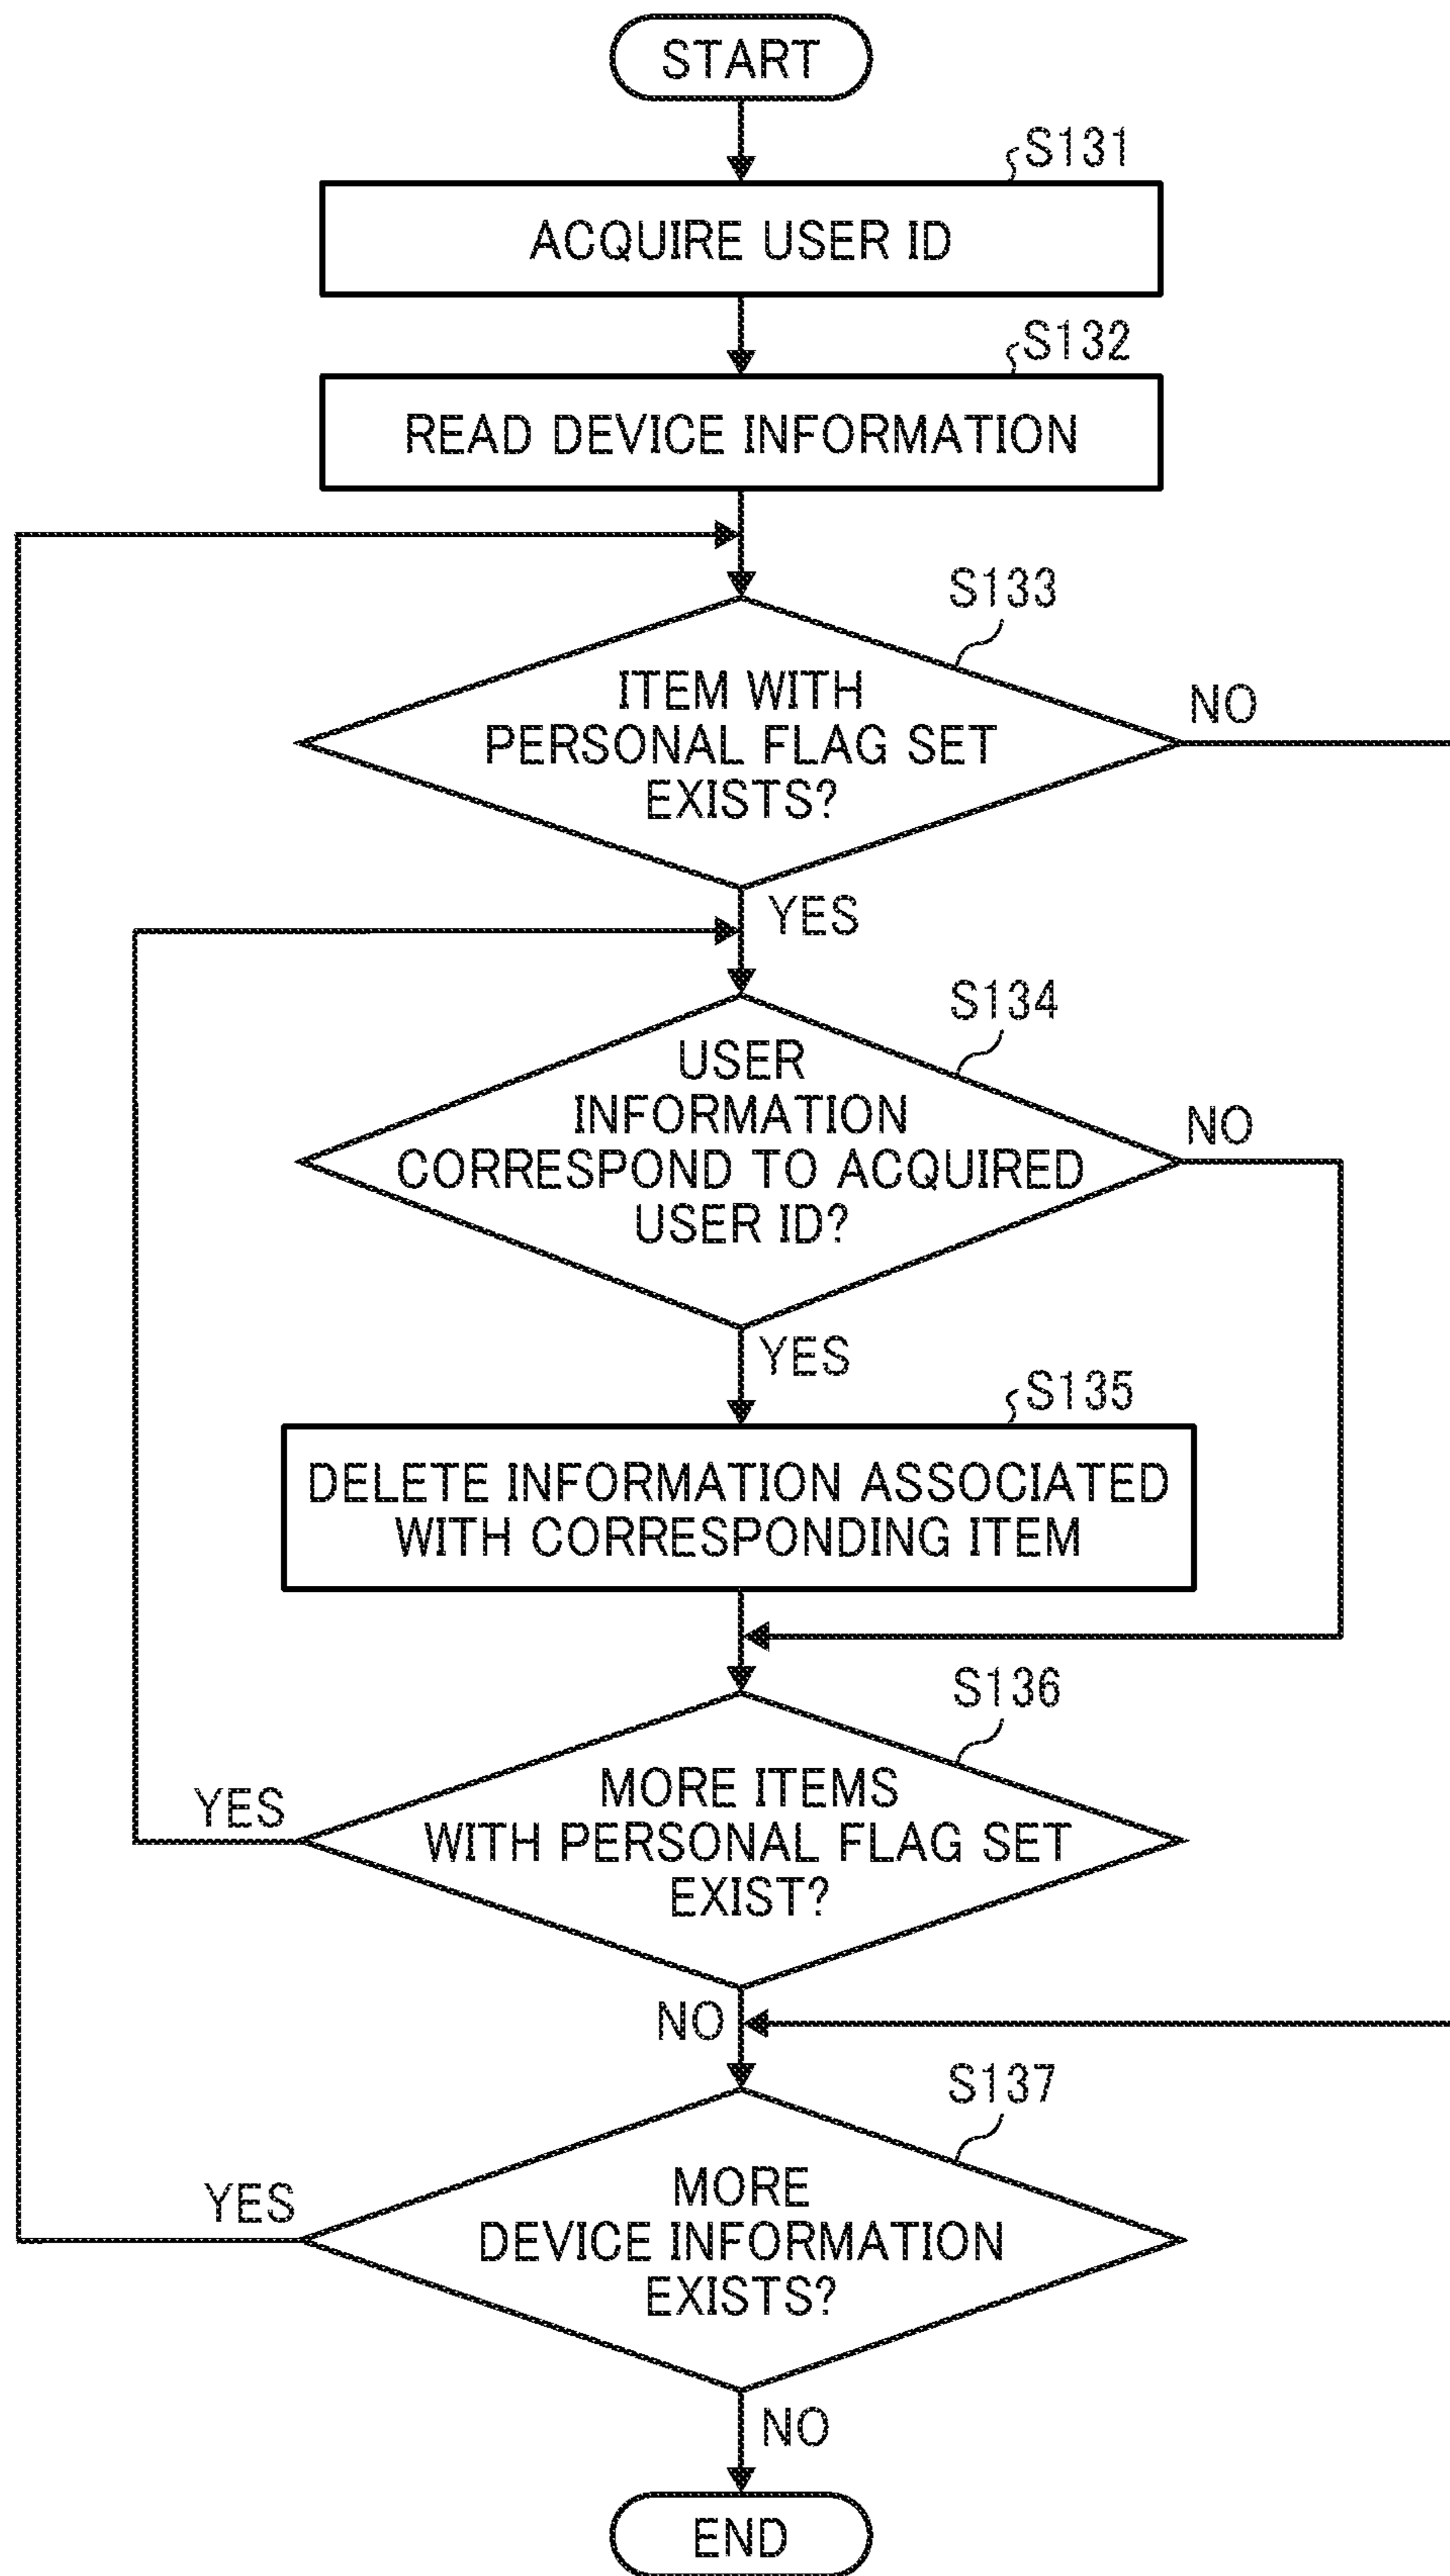 START
S131
ACQUIRE USER ID
S132
READ DEVICE INFORMATION
S133
ITEM WITH
PERSONAL FLAG SET
EXISTS?
NO
YES
S134
USER
INFORMATION
CORRESPOND TO ACQUIRED
USER ID?
NO
YES
S135
DELETE INFORMATION ASSOCIATED
WITH CORRESPONDING ITEM
S136
MORE ITEMS
WITH PERSONAL FLAG SET
EXIST?
YES
NO
S137
MORE
DEVICE INFORMATION
EXISTS?
YES
NO
END